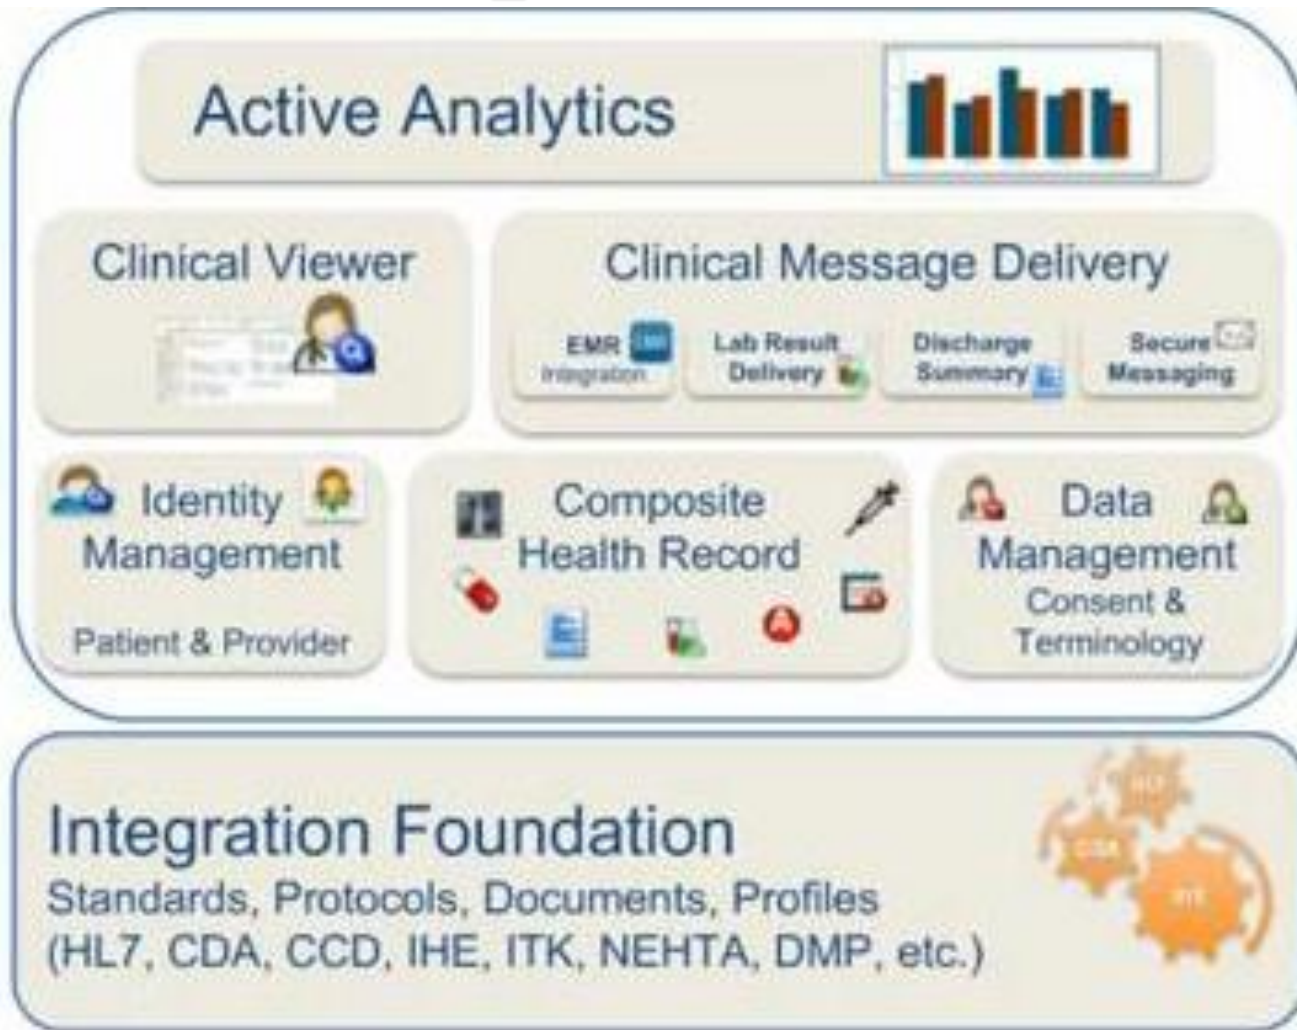 Active Analytics
Clinical Viewer
Clinical Message Delivery
EMR
Integration
Lab Result
Delivery
Discharge
Summary
Secure
Messaging
Identity
Management
Patient & Provider
Composite
Health Record
A
Data
Management
Consent &
Terminology
Integration Foundation
Standards, Protocols, Documents, Profiles
(HL7, CDA, CCD, IHE, ITK, NEHTA, DMP, etc.)
HL7
CDA